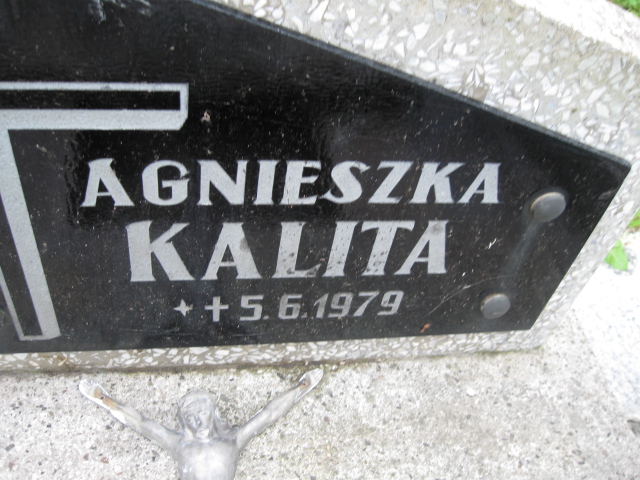 AGNIESZKA
KALITA
✦ + 5.6.1979